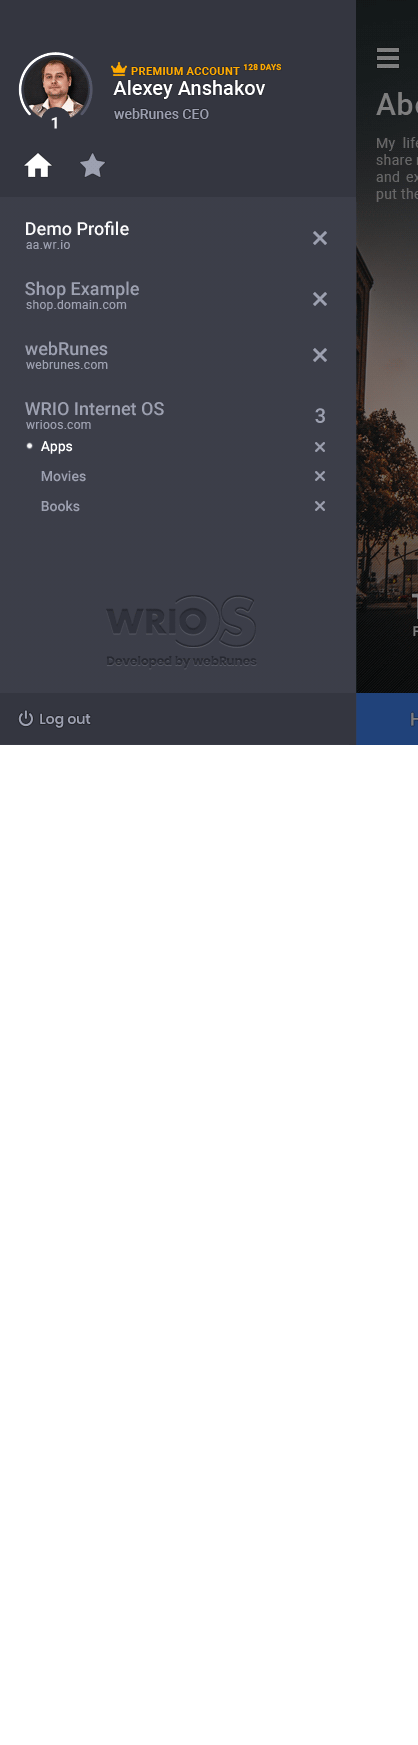 PREMIUM ACCOUNT 128 DAYS
Alexey Anshakov
webRunes CEO
1
Demo Profile
aa.wr.io
Shop Example
shop.domain.com
webRunes
webrunes.com
WRIO Internet OS
wrioos.com
3
Apps
Movies
Books
WRIOS
Developed by webRunes
Log out
Abo
My life
share
and ex
put the
H